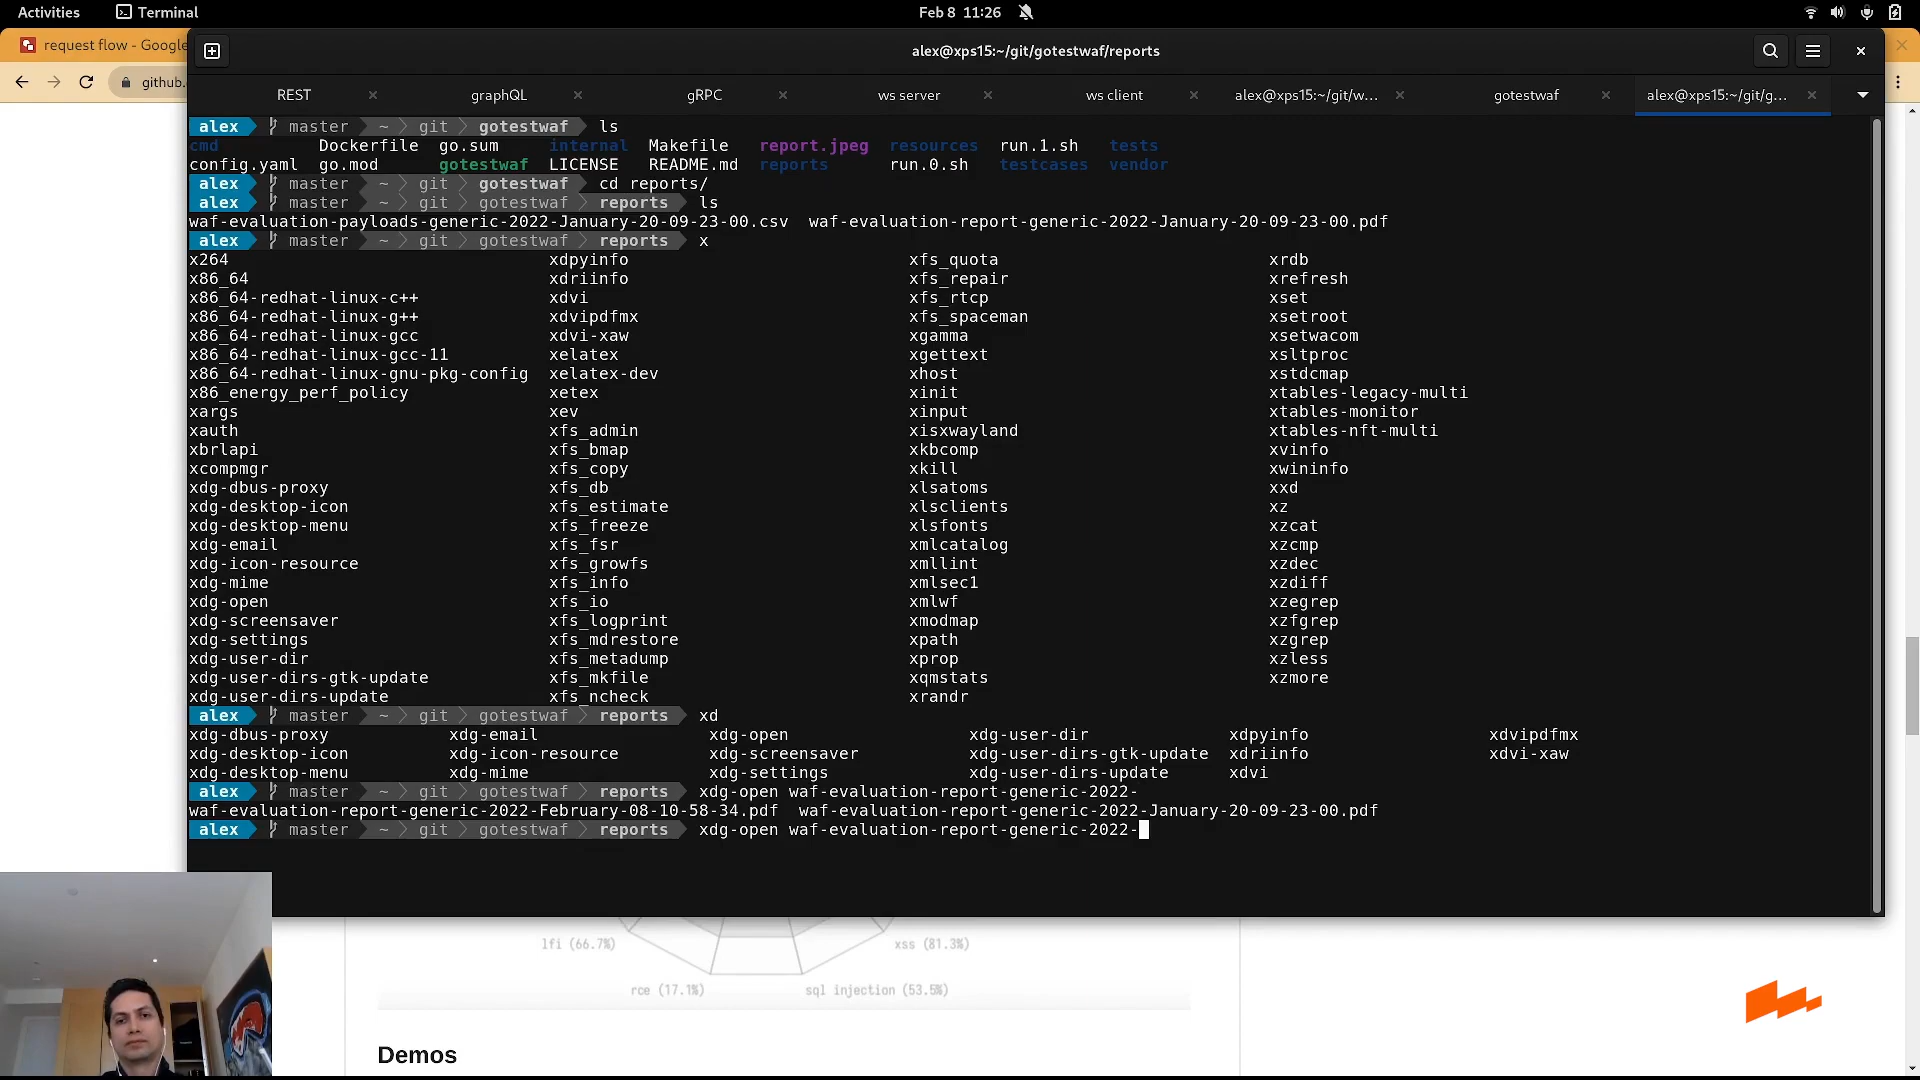 Activities Terminal Feb 8 11:26
request flow - Google
github.
alex@xps15:~/git/gotestwaf/reports
REST graphQL gRPC ws server ws client alex@xps15:~/git/w... gotestwaf alex@xps15:~/git/g...
alex master ~ git gotestwaf ls
cmd Dockerfile go.sum internal Makefile report.jpeg resources run.1.sh tests
config.yaml go.mod gotestwaf LICENSE README.md reports run.0.sh testcases vendor
alex master ~ git gotestwaf cd reports/
alex master ~ git gotestwaf reports ls
waf-evaluation-payloads-generic-2022-January-20-09-23-00.csv waf-evaluation-report-generic-2022-January-20-09-23-00.pdf
alex master ~ git gotestwaf reports x
x264 xdpyinfo xfs_quota xrdb
x86_64 xdriinfo xfs_repair xrefresh
x86_64-redhat-linux-c++ xdvi xfs_rtcp xset
x86_64-redhat-linux-g++ xdvipdfmx xfs_spaceman xsetroot
x86_64-redhat-linux-gcc xdvi-xaw xgamma xsetwacom
x86_64-redhat-linux-gcc-11 xelatex xgettext xsltproc
x86_64-redhat-linux-gnu-pkg-config xelatex-dev xhost xstdcmap
x86_energy_perf_policy xetex xinit xtables-legacy-multi
xargs xev xinput xtables-monitor
xauth xfs_admin xisxwayland xtables-nft-multi
xbrlapi xfs_bmap xkbcomp xvinfo
xcompmgr xfs_copy xkill xwininfo
xdg-dbus-proxy xfs_db xlsatoms xxd
xdg-desktop-icon xfs_estimate xlsclients xz
xdg-desktop-menu xfs_freeze xlsfonts xzcat
xdg-email xfs_fsr xmlcatalog xzcmp
xdg-icon-resource xfs_growfs xmllint xzdec
xdg-mime xfs_info xmlsec1 xzdiff
xdg-open xfs_io xmlwf xzegrep
xdg-screensaver xfs_logprint xmodmap xzfgrep
xdg-settings xfs_mdrestore xpath xzgrep
xdg-user-dir xfs_metadump xprop xzless
xdg-user-dirs-gtk-update xfs_mkfile xqmstats xzmore
xdg-user-dirs-update xfs_ncheck xrandr
alex master ~ git gotestwaf reports xd
xdg-dbus-proxy xdg-email xdg-open xdg-user-dir xdpyinfo xdvipdfmx
xdg-desktop-icon xdg-icon-resource xdg-screensaver xdg-user-dirs-gtk-update xdriinfo xdvi-xaw
xdg-desktop-menu xdg-mime xdg-settings xdg-user-dirs-update xdvi
alex master ~ git gotestwaf reports xdg-open waf-evaluation-report-generic-2022-
waf-evaluation-report-generic-2022-February-08-10-58-34.pdf waf-evaluation-report-generic-2022-January-20-09-23-00.pdf
alex master ~ git gotestwaf reports xdg-open waf-evaluation-report-generic-2022-
lfi (66.7%) xss (81.3%)
rce (17.1%) sql injection (53.5%)
Demos